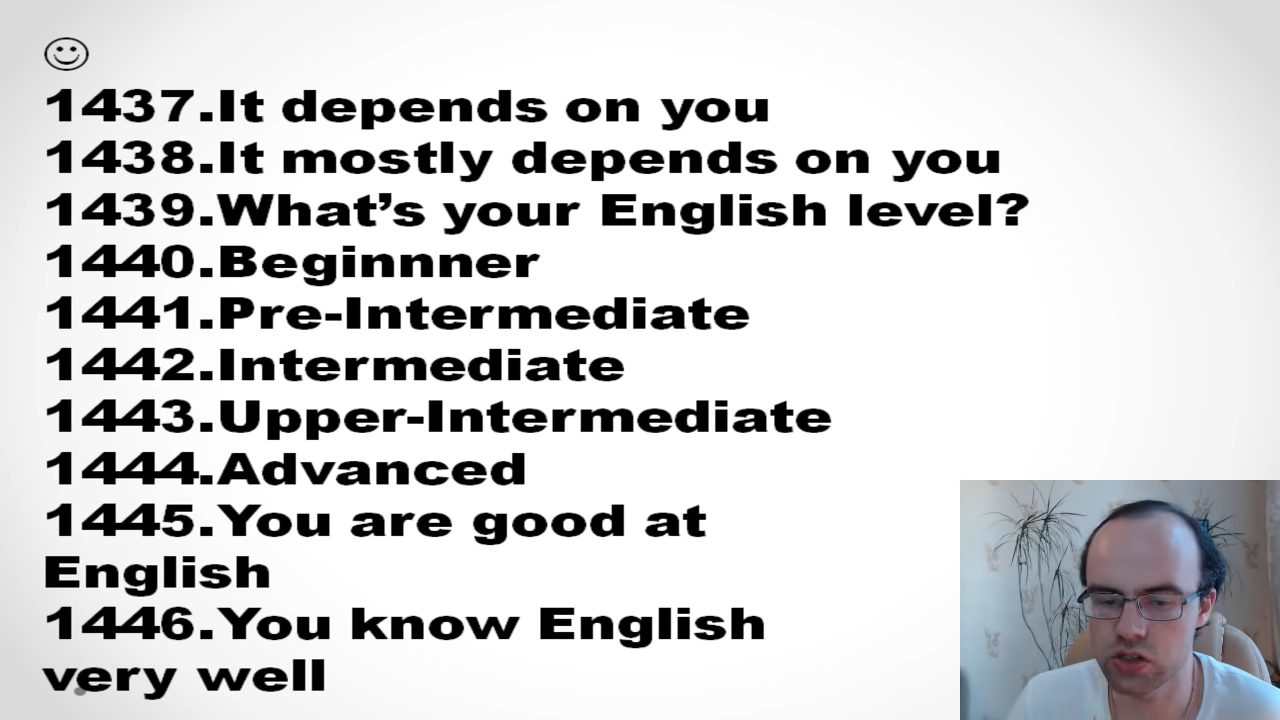 1437.It depends on you
1438.It mostly depends on you
1439.What’s your English level?
1440.Beginnner
1441.Pre-Intermediate
1442.Intermediate
1443.Upper-Intermediate
1444.Advanced
1445.You are good at
English
1446.You know English
very well